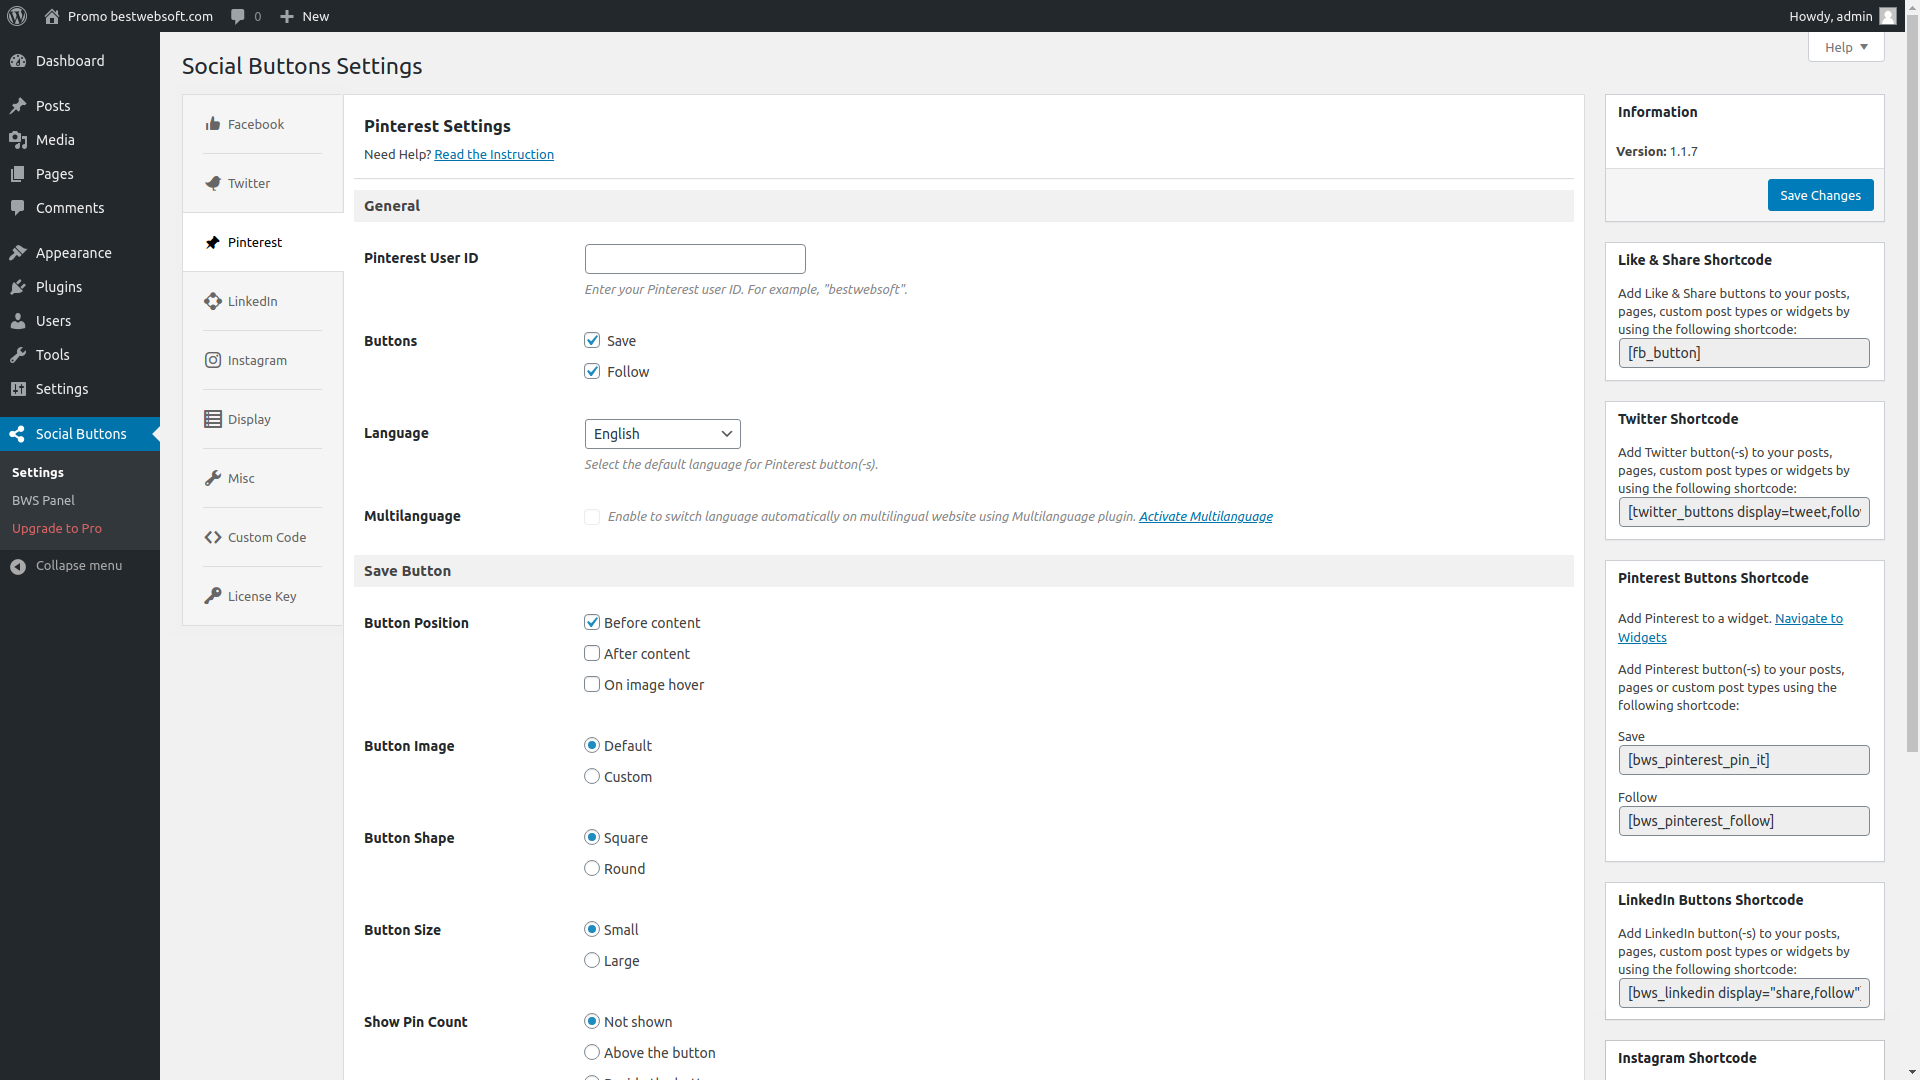 Promo bestwebsoft.com
0
New
Howdy, admin
Help
Dashboard
Posts
Media
Pages
Comments
Appearance
Plugins
Users
Tools
Settings
Social Buttons
Settings
BWS Panel
Upgrade to Pro
Collapse menu
Social Buttons Settings
Facebook
Twitter
Pinterest
LinkedIn
Instagram
Display
Misc
Custom Code
License Key
Pinterest Settings
Need Help? Read the Instruction
General
Pinterest User ID
Enter your Pinterest user ID. For example, "bestwebsoft".
Buttons
Save
Follow
Language
English
Select the default language for Pinterest button(-s).
Multilanguage
Enable to switch language automatically on multilingual website using Multilanguage plugin. Activate Multilanguage
Save Button
Button Position
Before content
After content
On image hover
Button Image
Default
Custom
Button Shape
Square
Round
Button Size
Small
Large
Show Pin Count
Not shown
Above the button
Information
Version: 1.1.7
Save Changes
Like & Share Shortcode
Add Like & Share buttons to your posts,
pages, custom post types or widgets by
using the following shortcode:
[fb_button]
Twitter Shortcode
Add Twitter button(-s) to your posts,
pages, custom post types or widgets by
using the following shortcode:
[twitter_buttons display=tweet,follo
Pinterest Buttons Shortcode
Add Pinterest to a widget. Navigate to
Widgets
Add Pinterest button(-s) to your posts,
pages or custom post types using the
following shortcode:
Save
[bws_pinterest_pin_it]
Follow
[bws_pinterest_follow]
LinkedIn Buttons Shortcode
Add LinkedIn button(-s) to your posts,
pages, custom post types or widgets by
using the following shortcode:
[bws_linkedin display="share,follow"
Instagram Shortcode